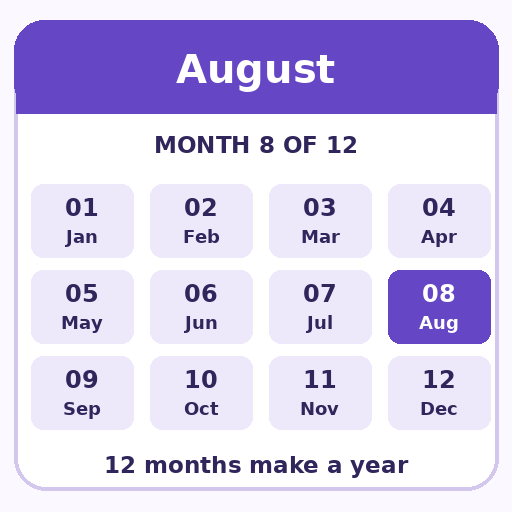 August
MONTH 8 OF 12
01 02 03 04
Jan Feb Mar Apr
05 06 07 08
May Jun Jul Aug
09 10 11 12
Sep Oct Nov Dec
12 months make a year